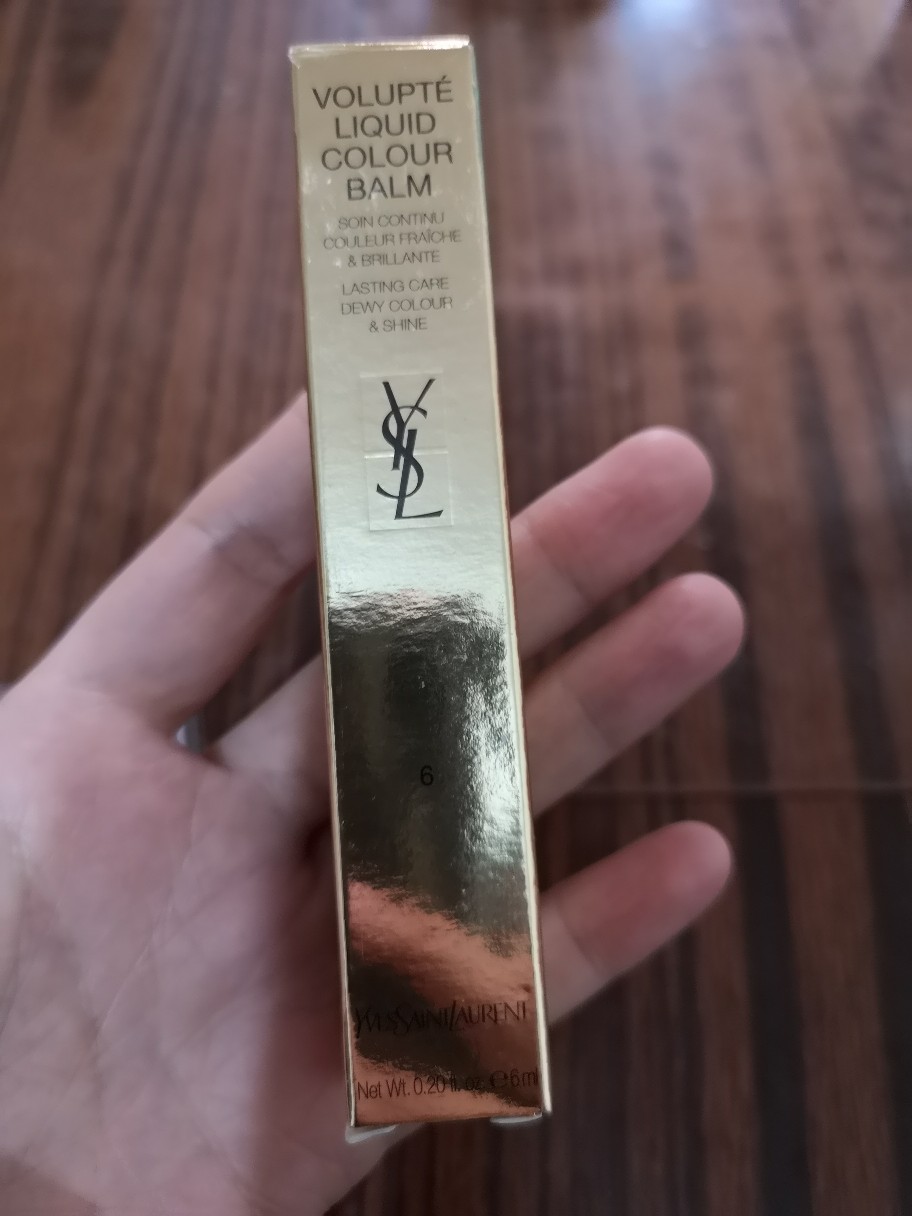 VOLUPTÉ
LIQUID
COLOUR
BALM
SOIN CONTINU
COULEUR FRAÎCHE
& BRILLANTE
LASTING CARE
DEWY COLOUR
& SHINE
YSL
6
YVESSAINTLAURENT
Net Wt. 0.20 fl. oz. ℮ 6 ml